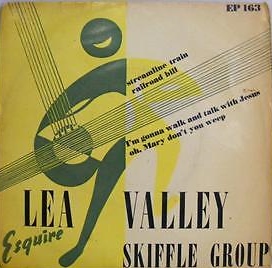 EP 163
streamline train
railroad bill
I'm gonna walk and talk with Jesus
oh, Mary don't you weep
LEA VALLEY
Esquire
SKIFFLE GROUP